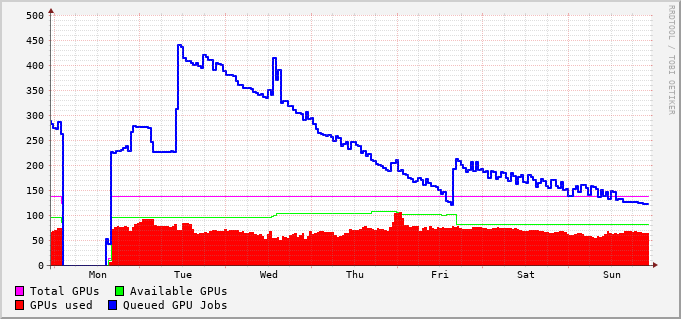 500
450
400
350
300
250
200
150
100
50
0
Mon Tue Wed Thu Fri Sat Sun
Total GPUs Available GPUs
GPUs used Queued GPU Jobs
RRDTOOL / TOBI OETIKER